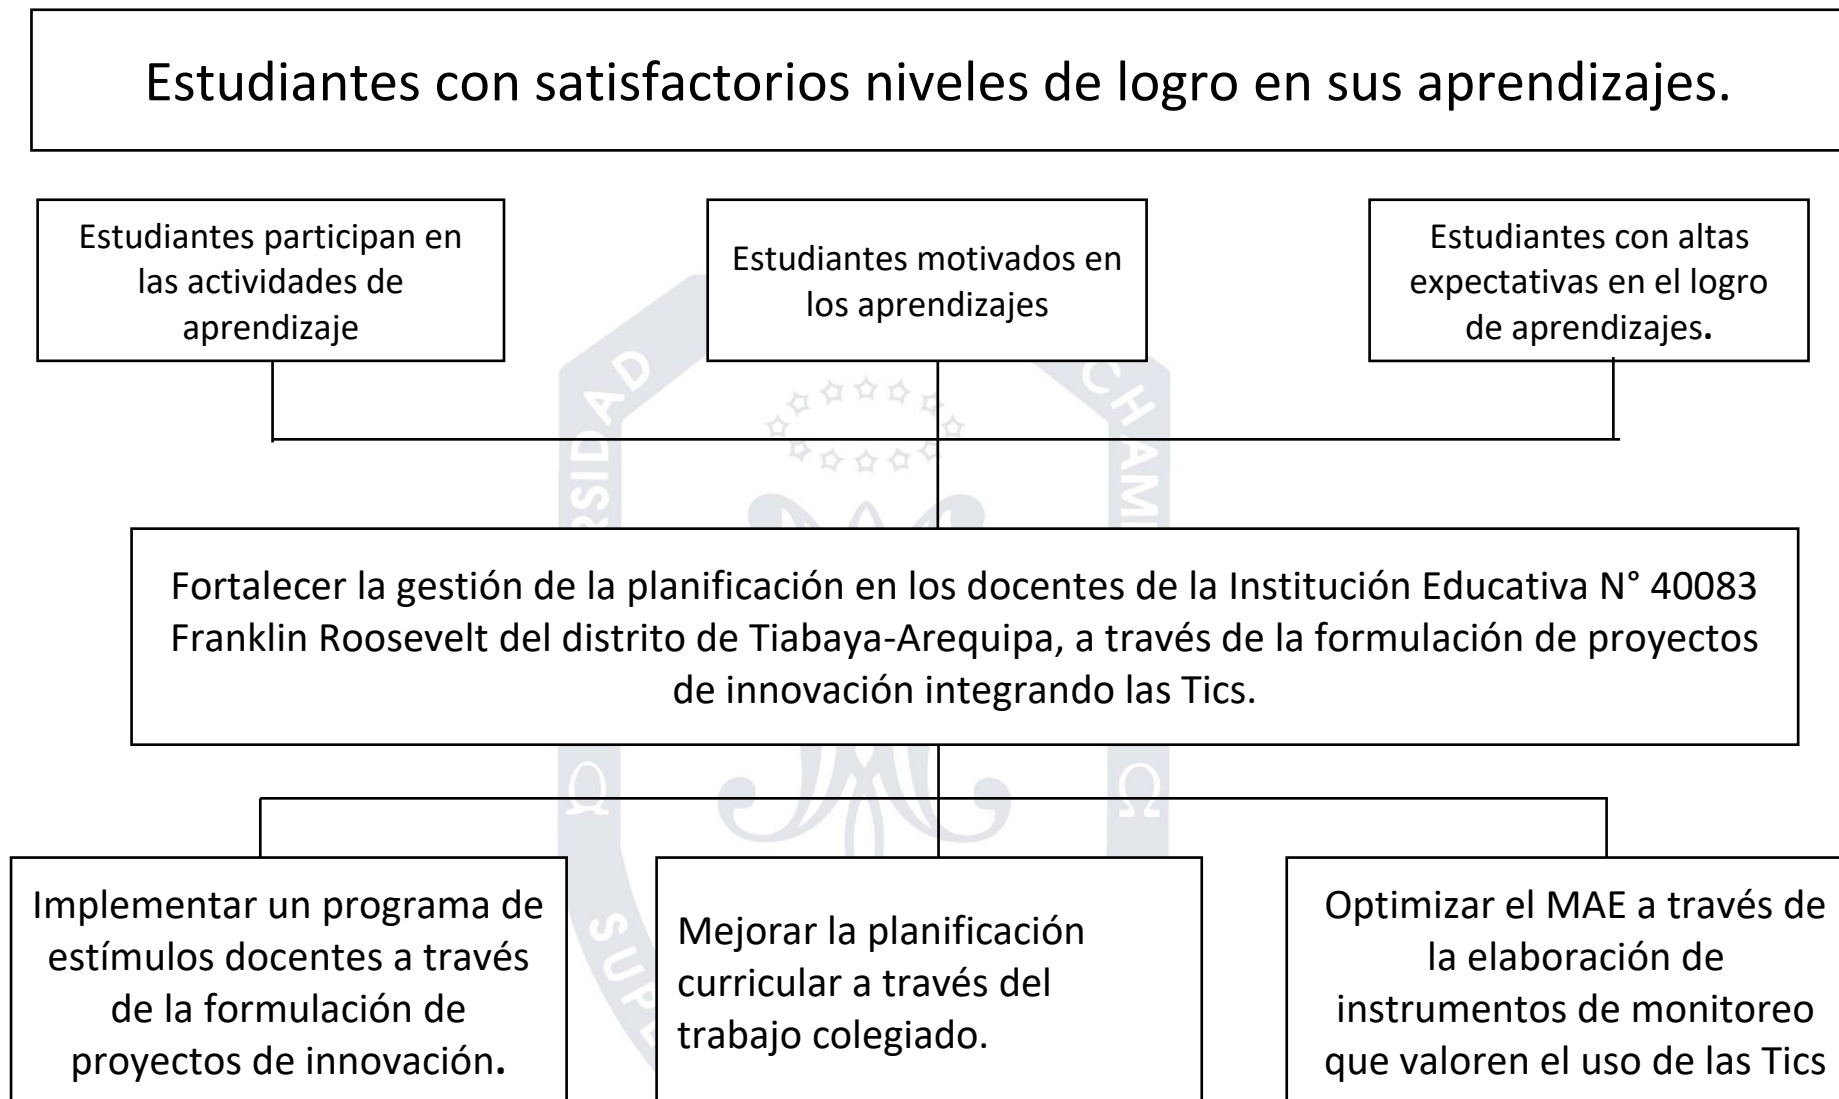 Estudiantes con satisfactorios niveles de logro en sus aprendizajes.
Estudiantes participan en
las actividades de
aprendizaje
Estudiantes motivados en
los aprendizajes
Estudiantes con altas
expectativas en el logro
de aprendizajes.
Fortalecer la gestión de la planificación en los docentes de la Institución Educativa N° 40083
Franklin Roosevelt del distrito de Tiabaya-Arequipa, a través de la formulación de proyectos
de innovación integrando las Tics.
Implementar un programa de
estímulos docentes a través
de la formulación de
proyectos de innovación.
Mejorar la planificación
curricular a través del
trabajo colegiado.
Optimizar el MAE a través de
la elaboración de
instrumentos de monitoreo
que valoren el uso de las Tics